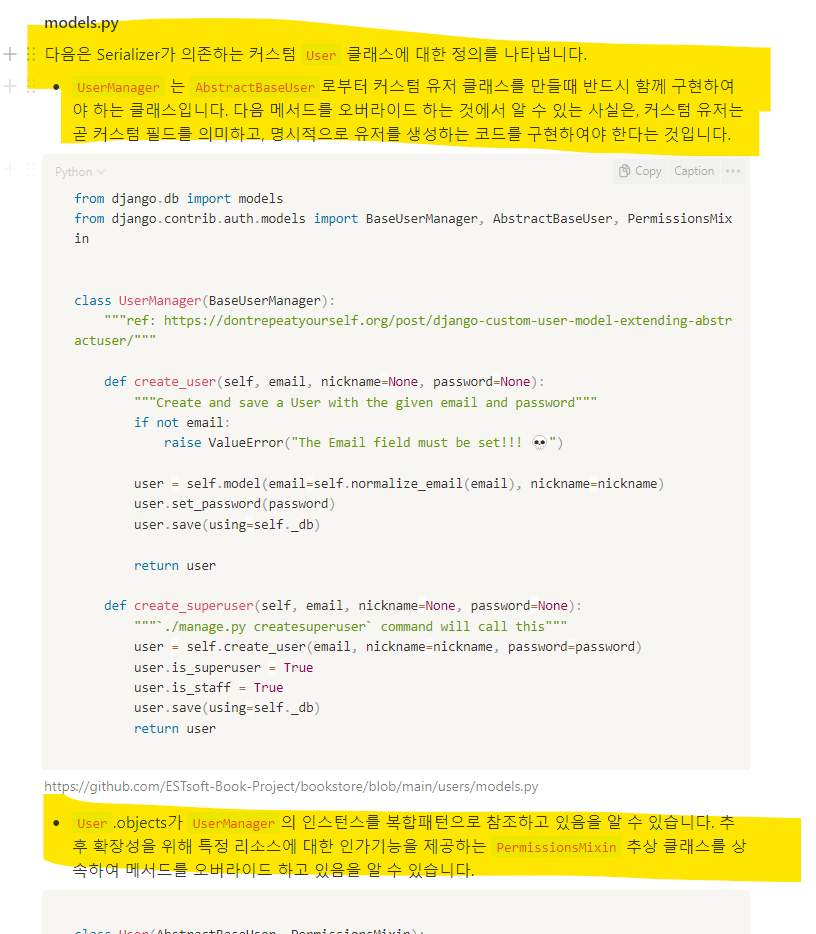 models.py
다음은 Serializer가 의존하는 커스텀 User 클래스에 대한 정의를 나타냅니다.
• UserManager 는 AbstractBaseUser 로부터 커스텀 유저 클래스를 만들때 반드시 함께 구현하여
야 하는 클래스입니다. 다음 메서드를 오버라이드 하는 것에서 알 수 있는 사실은, 커스텀 유저는
곧 커스텀 필드를 의미하고, 명시적으로 유저를 생성하는 코드를 구현하여야 한다는 것입니다.
Python Copy Caption •••
from django.db import models
from django.contrib.auth.models import BaseUserManager, AbstractBaseUser, PermissionsMix
in
class UserManager(BaseUserManager):
    """ref: https://dontrepeatyourself.org/post/django-custom-user-model-extending-abstr
actuser/"""
    def create_user(self, email, nickname=None, password=None):
        """Create and save a User with the given email and password"""
        if not email:
            raise ValueError("The Email field must be set!!! 💀")
        user = self.model(email=self.normalize_email(email), nickname=nickname)
        user.set_password(password)
        user.save(using=self._db)
        return user
    def create_superuser(self, email, nickname=None, password=None):
        """`./manage.py createsuperuser` command will call this"""
        user = self.create_user(email, nickname=nickname, password=password)
        user.is_superuser = True
        user.is_staff = True
        user.save(using=self._db)
        return user
https://github.com/ESTsoft-Book-Project/bookstore/blob/main/users/models.py
• User .objects가 UserManager 의 인스턴스를 복합패턴으로 참조하고 있음을 알 수 있습니다. 추
후 확장성을 위해 특정 리소스에 대한 인가기능을 제공하는 PermissionsMixin 추상 클래스를 상
속하여 메서드를 오버라이드 하고 있음을 알 수 있습니다.
class User(AbstractBaseUser, PermissionsMixin):